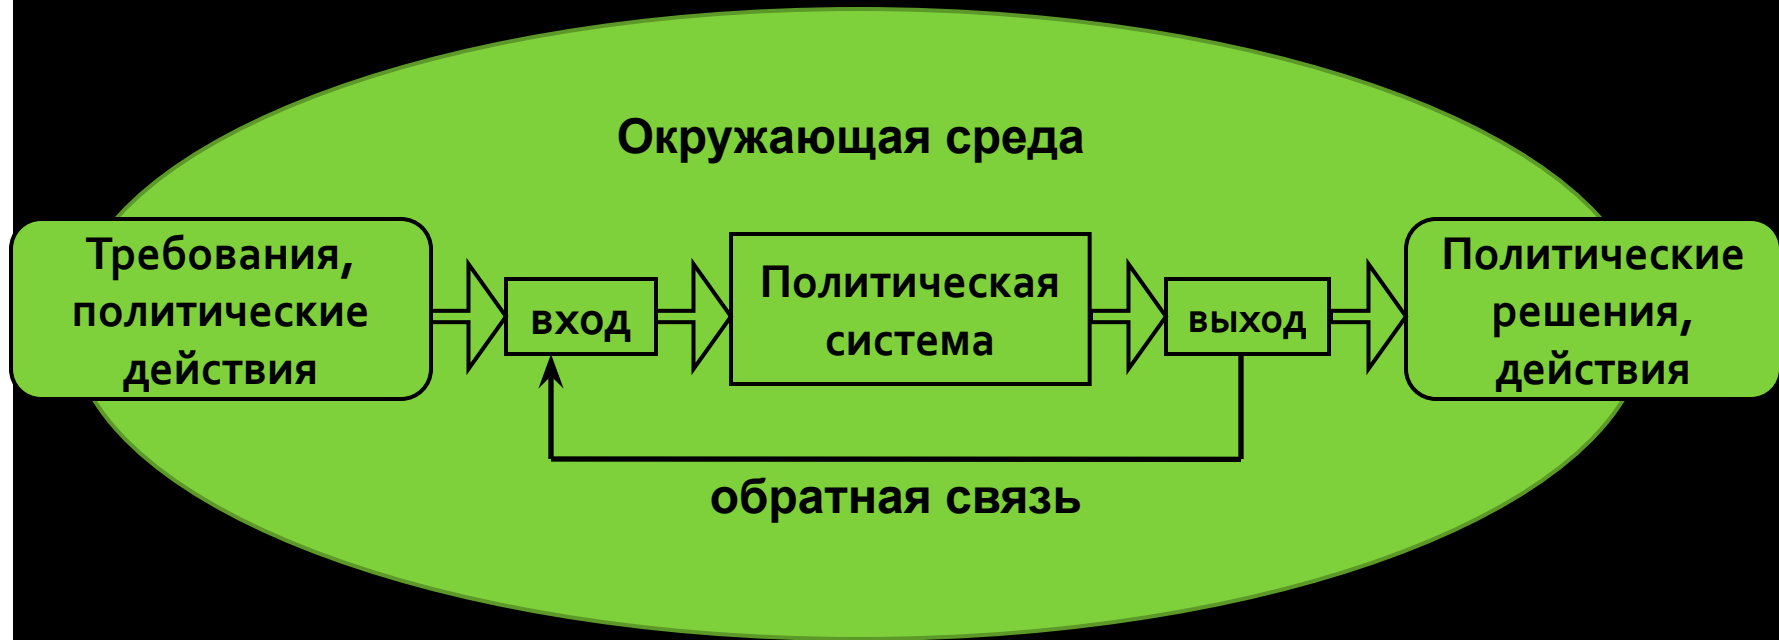 Окружающая среда
Требования,
политические
действия
вход
Политическая
система
выход
Политические
решения,
действия
обратная связь